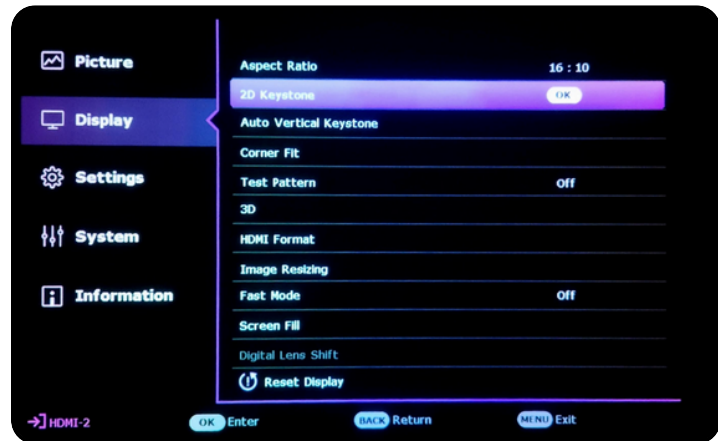 Picture
Display
Settings
System
Information
Aspect Ratio 16 : 10
2D Keystone OK
Auto Vertical Keystone
Corner Fit
Test Pattern Off
3D
HDMI Format
Image Resizing
Fast Mode Off
Screen Fill
Digital Lens Shift
Reset Display
HDMI-2 OK Enter BACK Return MENU Exit